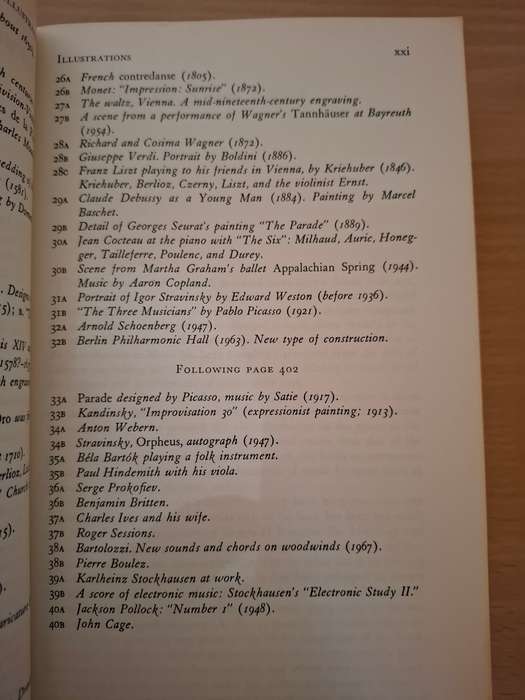 ILLUSTRATIONS xxi
26A French contredanse (1805).
26B Monet: "Impression: Sunrise" (1872).
27A The waltz, Vienna. A mid-nineteenth-century engraving.
27B A scene from a performance of Wagner's Tannhäuser at Bayreuth
(1954).
28A Richard and Cosima Wagner (1872).
28B Giuseppe Verdi. Portrait by Boldini (1886).
28C Franz Liszt playing to his friends in Vienna, by Kriehuber (1846).
Kriehuber, Berlioz, Czerny, Liszt, and the violinist Ernst.
29A Claude Debussy as a Young Man (1884). Painting by Marcel
Baschet.
29B Detail of Georges Seurat's painting "The Parade" (1889).
30A Jean Cocteau at the piano with "The Six": Milhaud, Auric, Honeg-
ger, Tailleferre, Poulenc, and Durey.
30B Scene from Martha Graham's ballet Appalachian Spring (1944).
Music by Aaron Copland.
31A Portrait of Igor Stravinsky by Edward Weston (before 1936).
31B "The Three Musicians" by Pablo Picasso (1921).
32A Arnold Schoenberg (1947).
32B Berlin Philharmonic Hall (1963). New type of construction.
FOLLOWING PAGE 402
33A Parade designed by Picasso, music by Satie (1917).
33B Kandinsky, "Improvisation 30" (expressionist painting; 1913).
34A Anton Webern.
34B Stravinsky, Orpheus, autograph (1947).
35A Béla Bartók playing a folk instrument.
35B Paul Hindemith with his viola.
36A Serge Prokofiev.
36B Benjamin Britten.
37A Charles Ives and his wife.
37B Roger Sessions.
38A Bartolozzi. New sounds and chords on woodwinds (1967).
38B Pierre Boulez.
39A Karlheinz Stockhausen at work.
39B A score of electronic music: Stockhausen's "Electronic Study II."
40A Jackson Pollock: "Number 1" (1948).
40B John Cage.